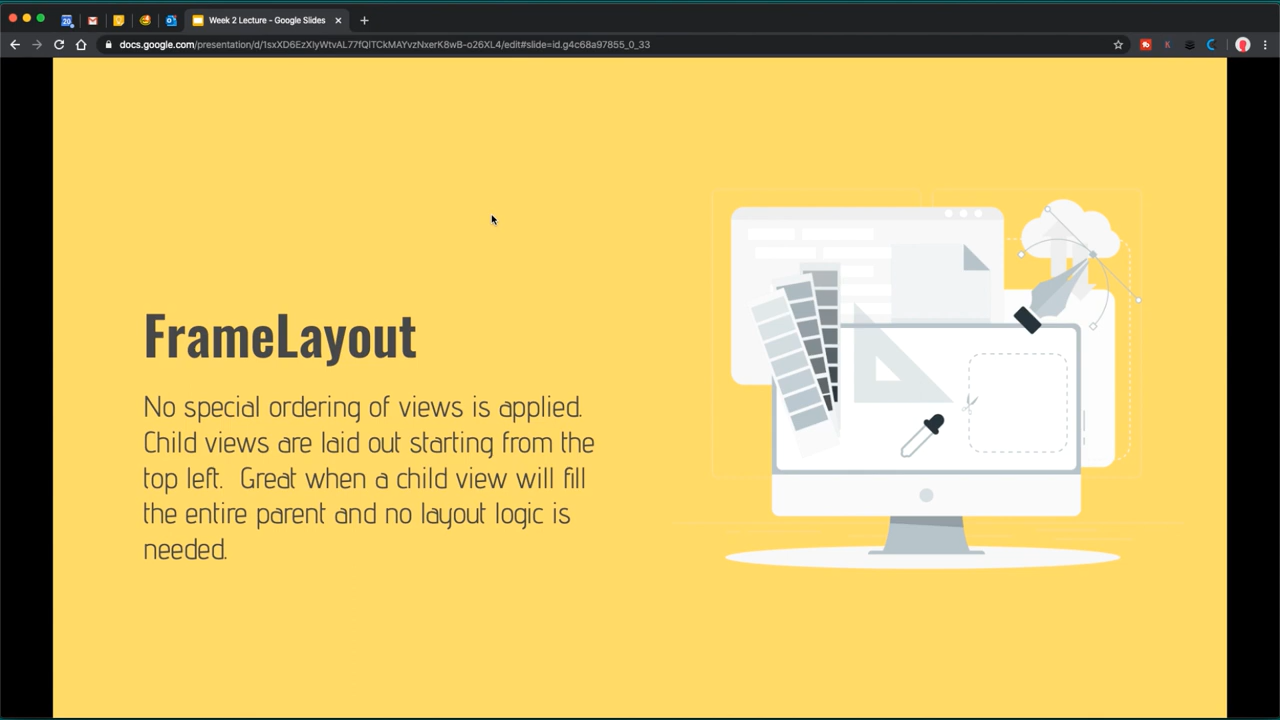 20
Week 2 Lecture - Google Slides
docs.google.com/presentation/d/1sxXD6EzXIyWtvAL77fQITCkMAYvzNxerK8wB-o26XL4/edit#slide=id.g4c68a97855_0_33
K
FrameLayout
No special ordering of views is applied.
Child views are laid out starting from the
top left.  Great when a child view will fill
the entire parent and no layout logic is
needed.